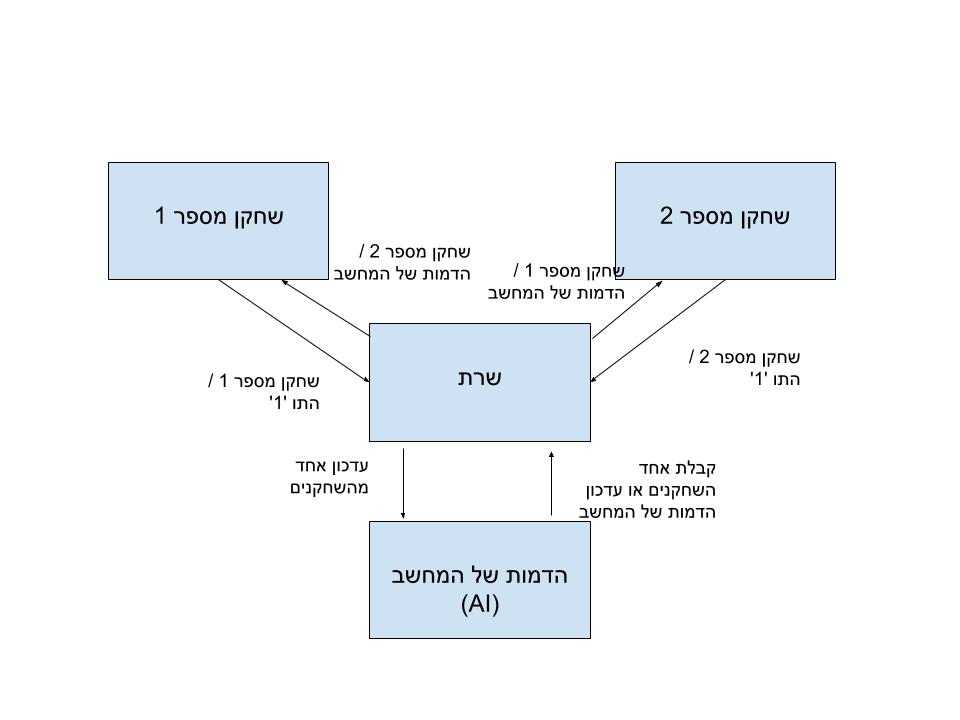 שחקן מספר 1
שחקן מספר 2
שחקן מספר 2 /
הדמות של המחשב
שחקן מספר 1 /
הדמות של המחשב
שרת
שחקן מספר 2 /
התו '1'
שחקן מספר 1 /
התו '1'
עדכון אחד
מהשחקנים
קבלת אחד
השחקנים או עדכון
הדמות של המחשב
הדמות של המחשב
(AI)